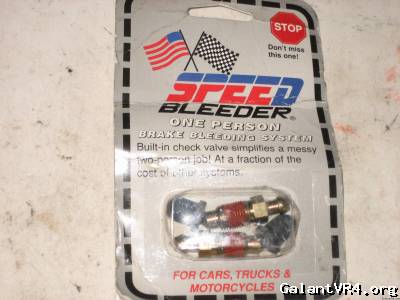 STOP
Don't miss
this one!
SPEED
BLEEDER®
ONE PERSON
BRAKE BLEEDING SYSTEM
Built-in check valve simplifies a messy
two-person job! At a fraction of the
cost of other systems.
FOR CARS, TRUCKS &
MOTORCYCLES
GalantVR4.org